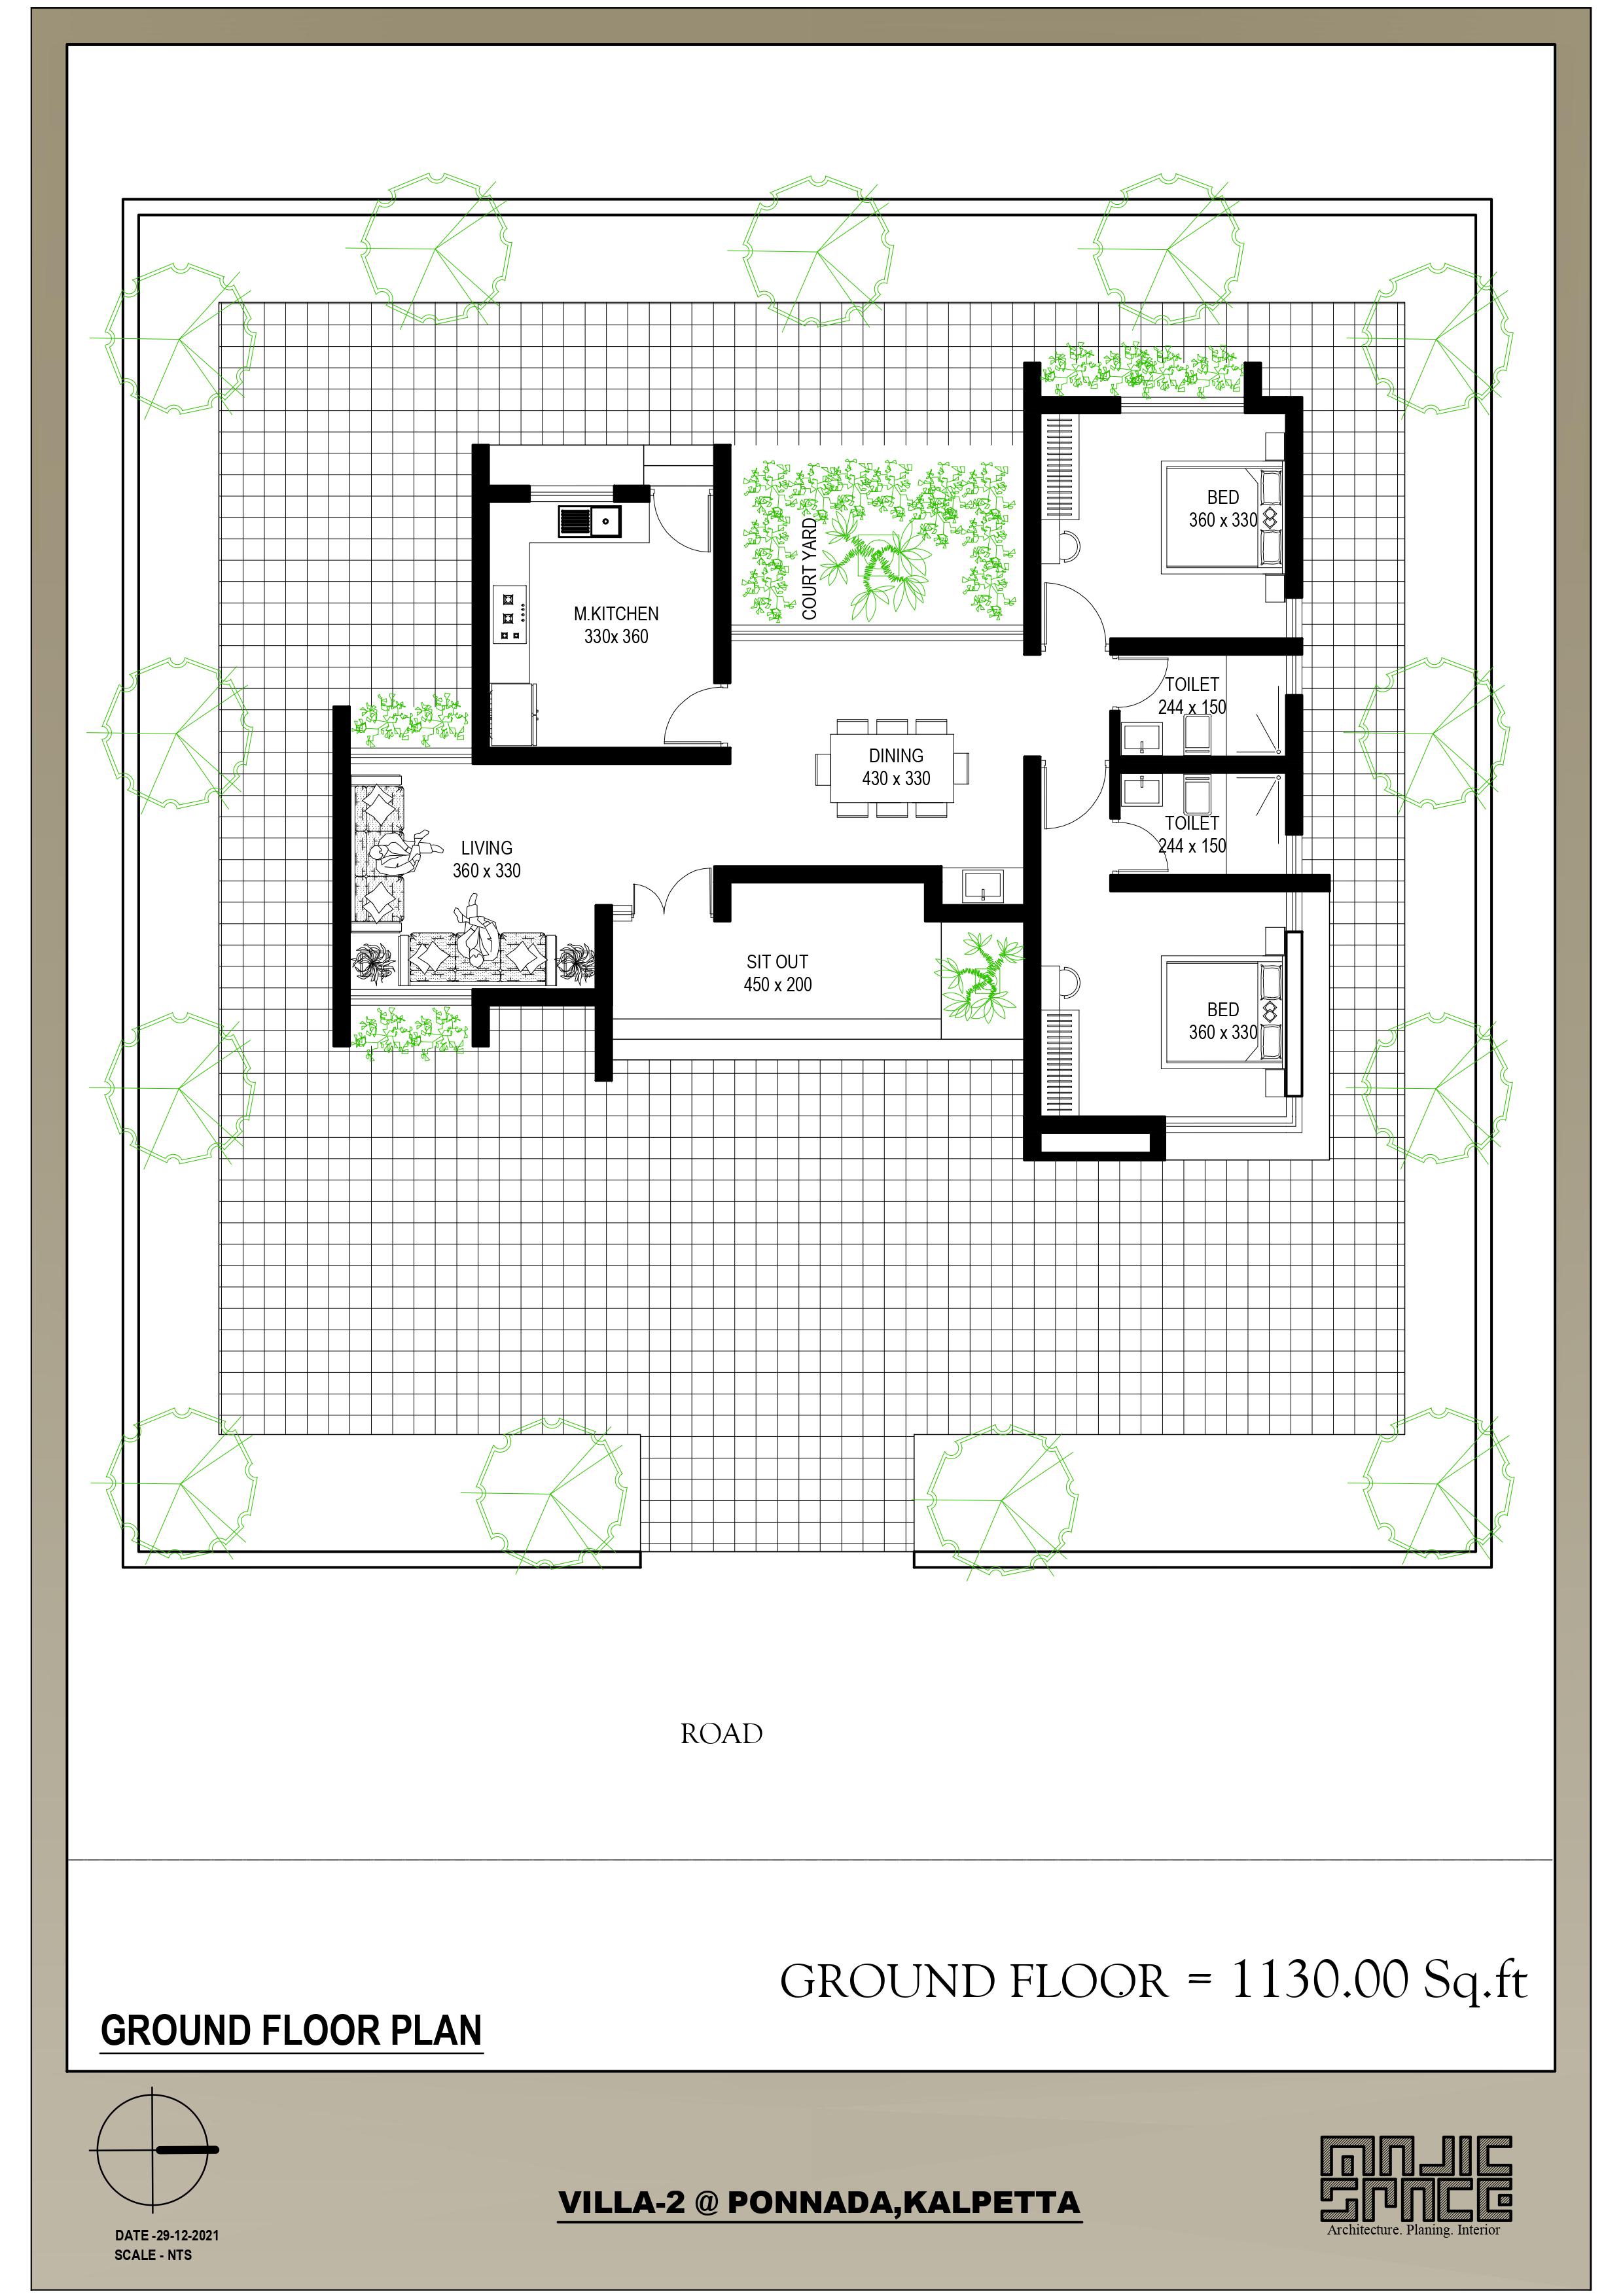 BED
360 x 330
COURT YARD
M.KITCHEN
330x 360
TOILET
244 x 150
DINING
430 x 330
TOILET
244 x 150
LIVING
360 x 330
SIT OUT
450 x 200
BED
360 x 330
ROAD
GROUND FLOOR = 1130.00 Sq.ft
GROUND FLOOR PLAN
MAJIC
SPACE
Architecture. Planing. Interior
VILLA-2 @ PONNADA,KALPETTA
DATE -29-12-2021
SCALE - NTS